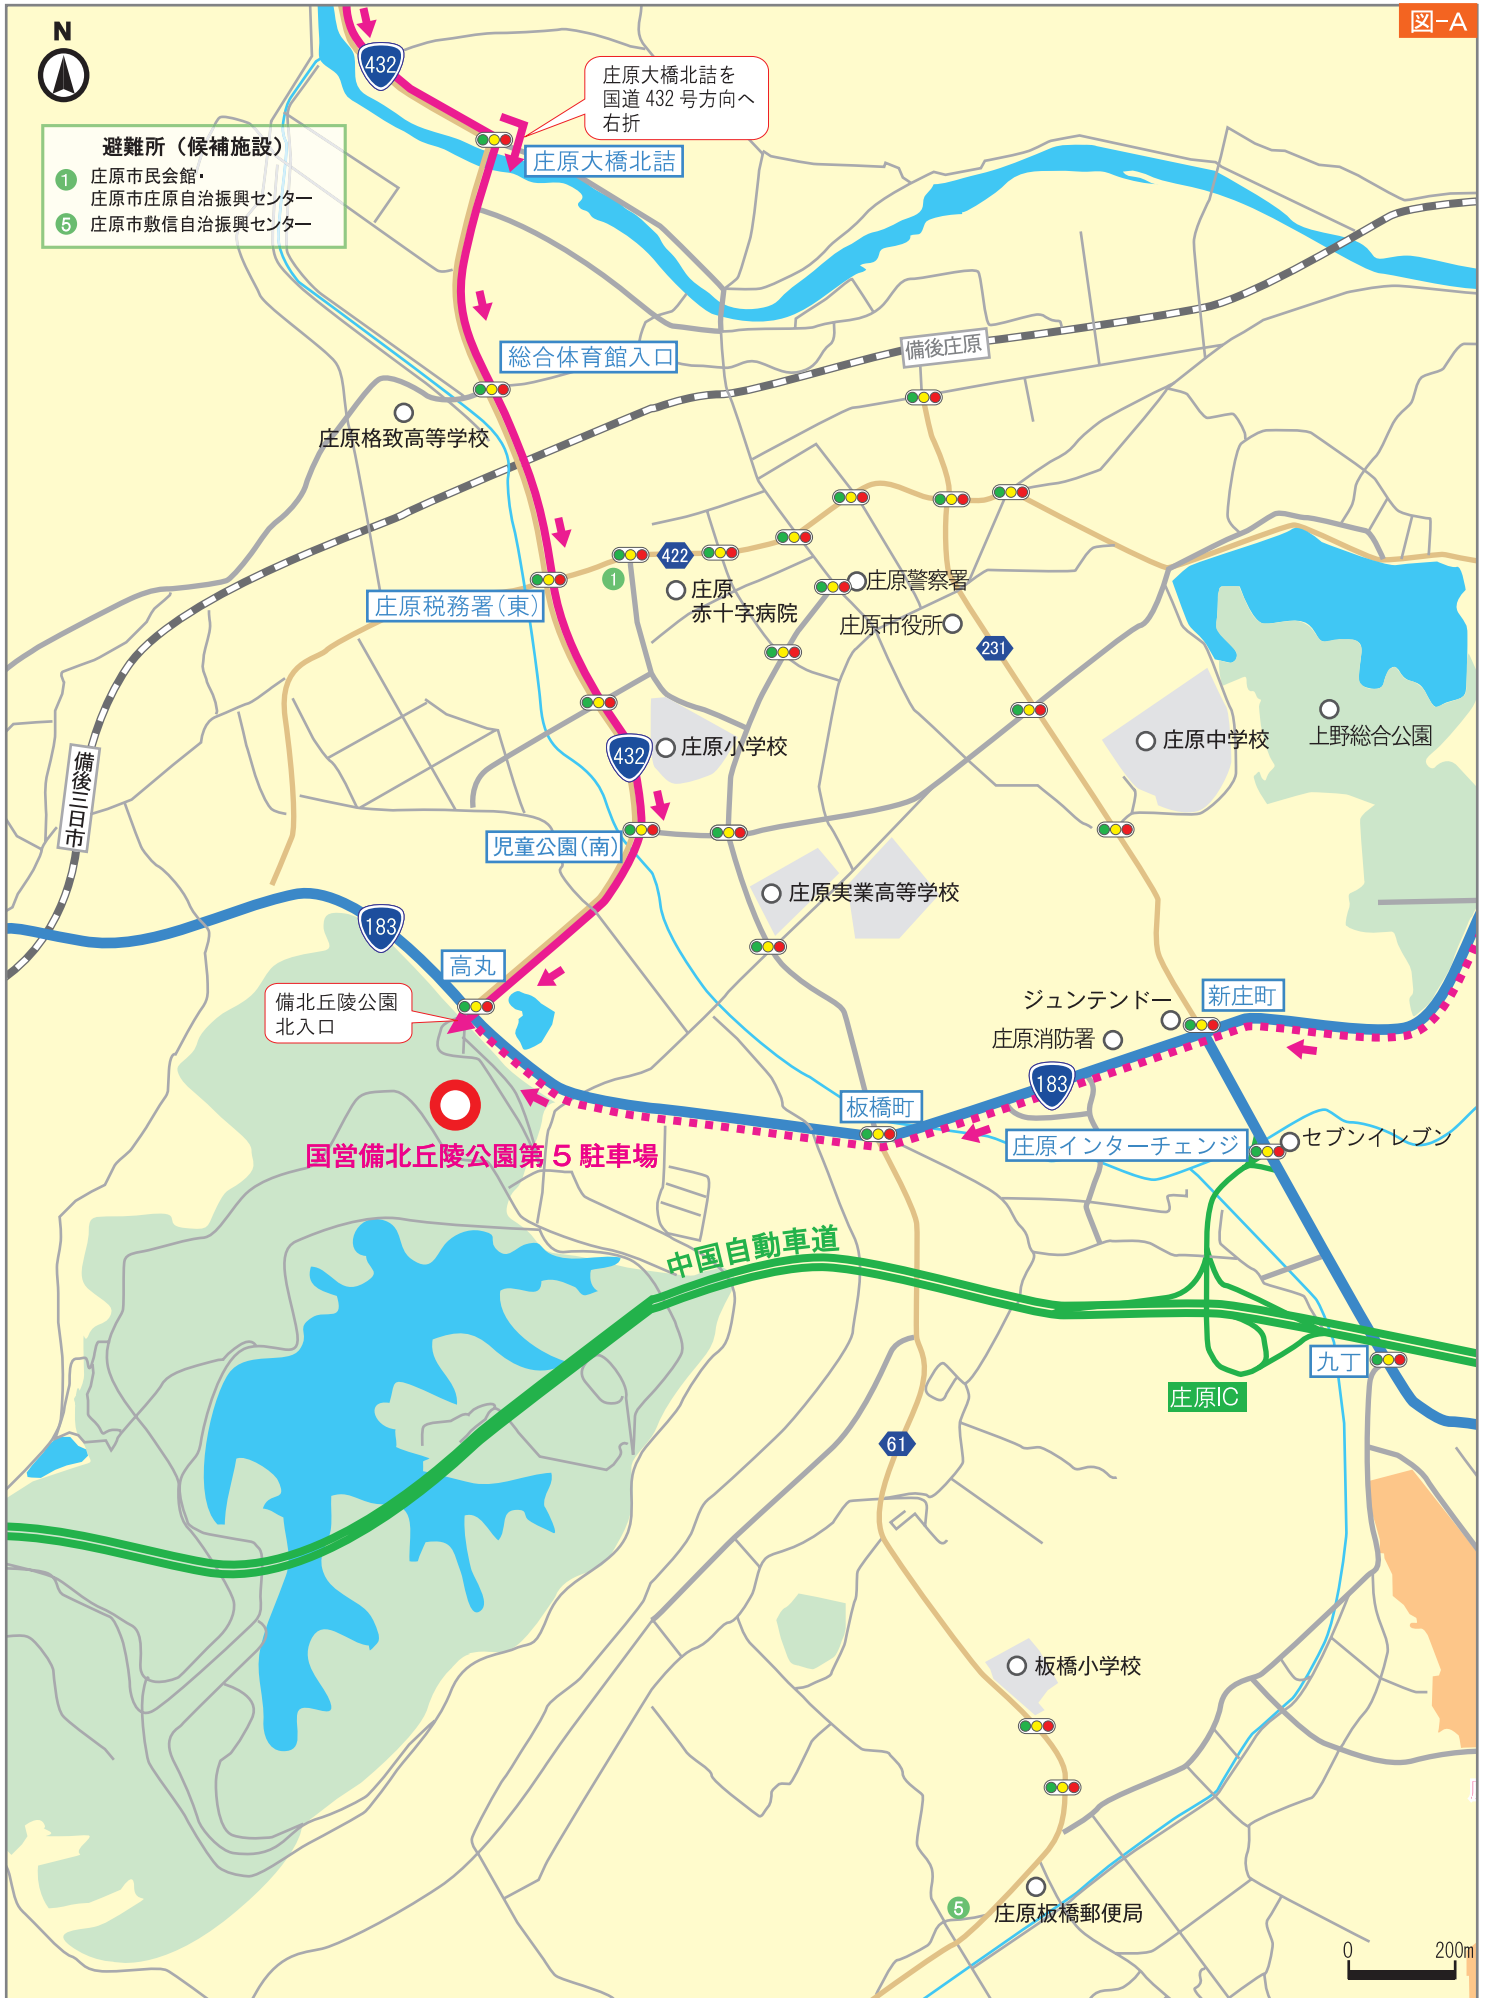 図-A
N
432
庄原大橋北詰を
国道432号方向へ
右折
庄原大橋北詰
避難所（候補施設）
1 庄原市民会館・
庄原市庄原自治振興センター
5 庄原市敷信自治振興センター
総合体育館入口
備後庄原
庄原格致高等学校
422
1
庄原
赤十字病院
庄原警察署
庄原市役所
庄原税務署(東)
231
432
庄原小学校
庄原中学校
上野総合公園
備後三日市
児童公園(南)
庄原実業高等学校
183
高丸
備北丘陵公園
北入口
ジュンテンドー
新庄町
庄原消防署
183
板橋町
庄原インターチェンジ
セブンイレブン
国営備北丘陵公園第5駐車場
中国自動車道
九丁
庄原IC
61
板橋小学校
5
庄原板橋郵便局
0 200m